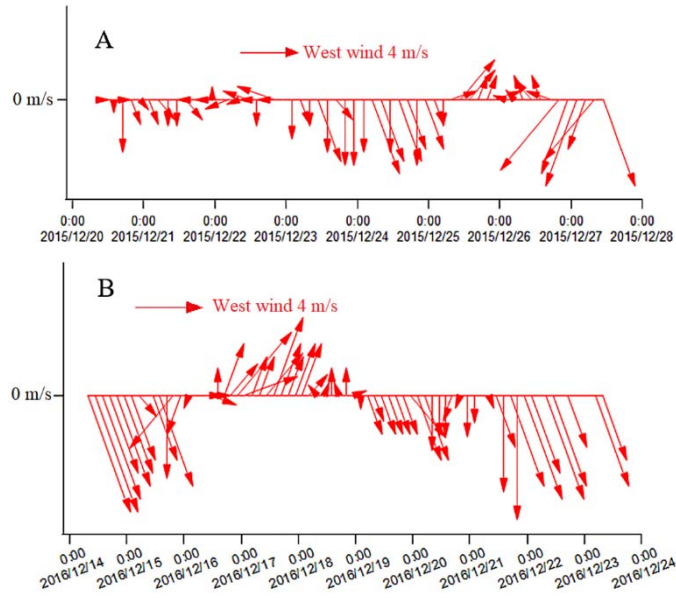 A
West wind 4 m/s
0 m/s
0:00 0:00 0:00 0:00 0:00 0:00 0:00 0:00 0:00
2015/12/20 2015/12/21 2015/12/22 2015/12/23 2015/12/24 2015/12/25 2015/12/26 2015/12/27 2015/12/28
B
West wind 4 m/s
0 m/s
0:00 0:00 0:00 0:00 0:00 0:00 0:00 0:00 0:00 0:00 0:00
2016/12/14 2016/12/15 2016/12/16 2016/12/17 2016/12/18 2016/12/19 2016/12/20 2016/12/21 2016/12/22 2016/12/23 2016/12/24